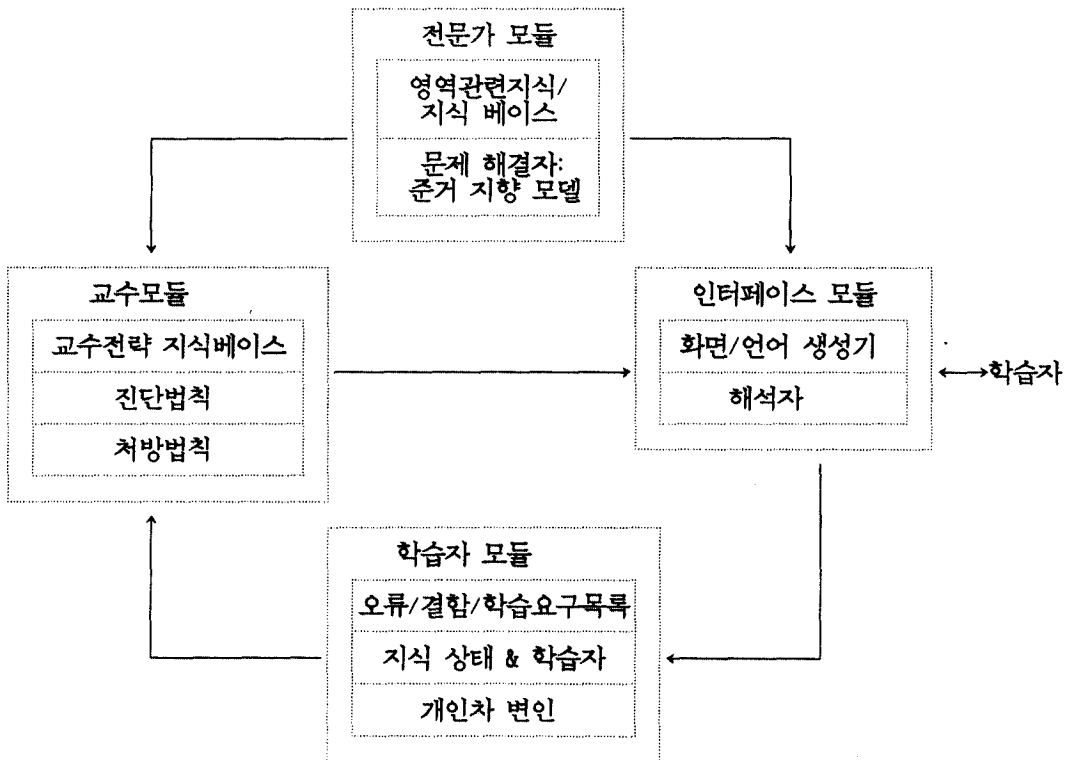 전문가 모듈
영역관련지식/
지식 베이스
문제 해결자:
준거 지향 모델
교수모듈
교수전략 지식베이스
진단법칙
처방법칙
인터페이스 모듈
화면/언어 생성기
해석자
학습자
학습자 모듈
오류/결함/학습요구목록
지식 상태 & 학습자
개인차 변인